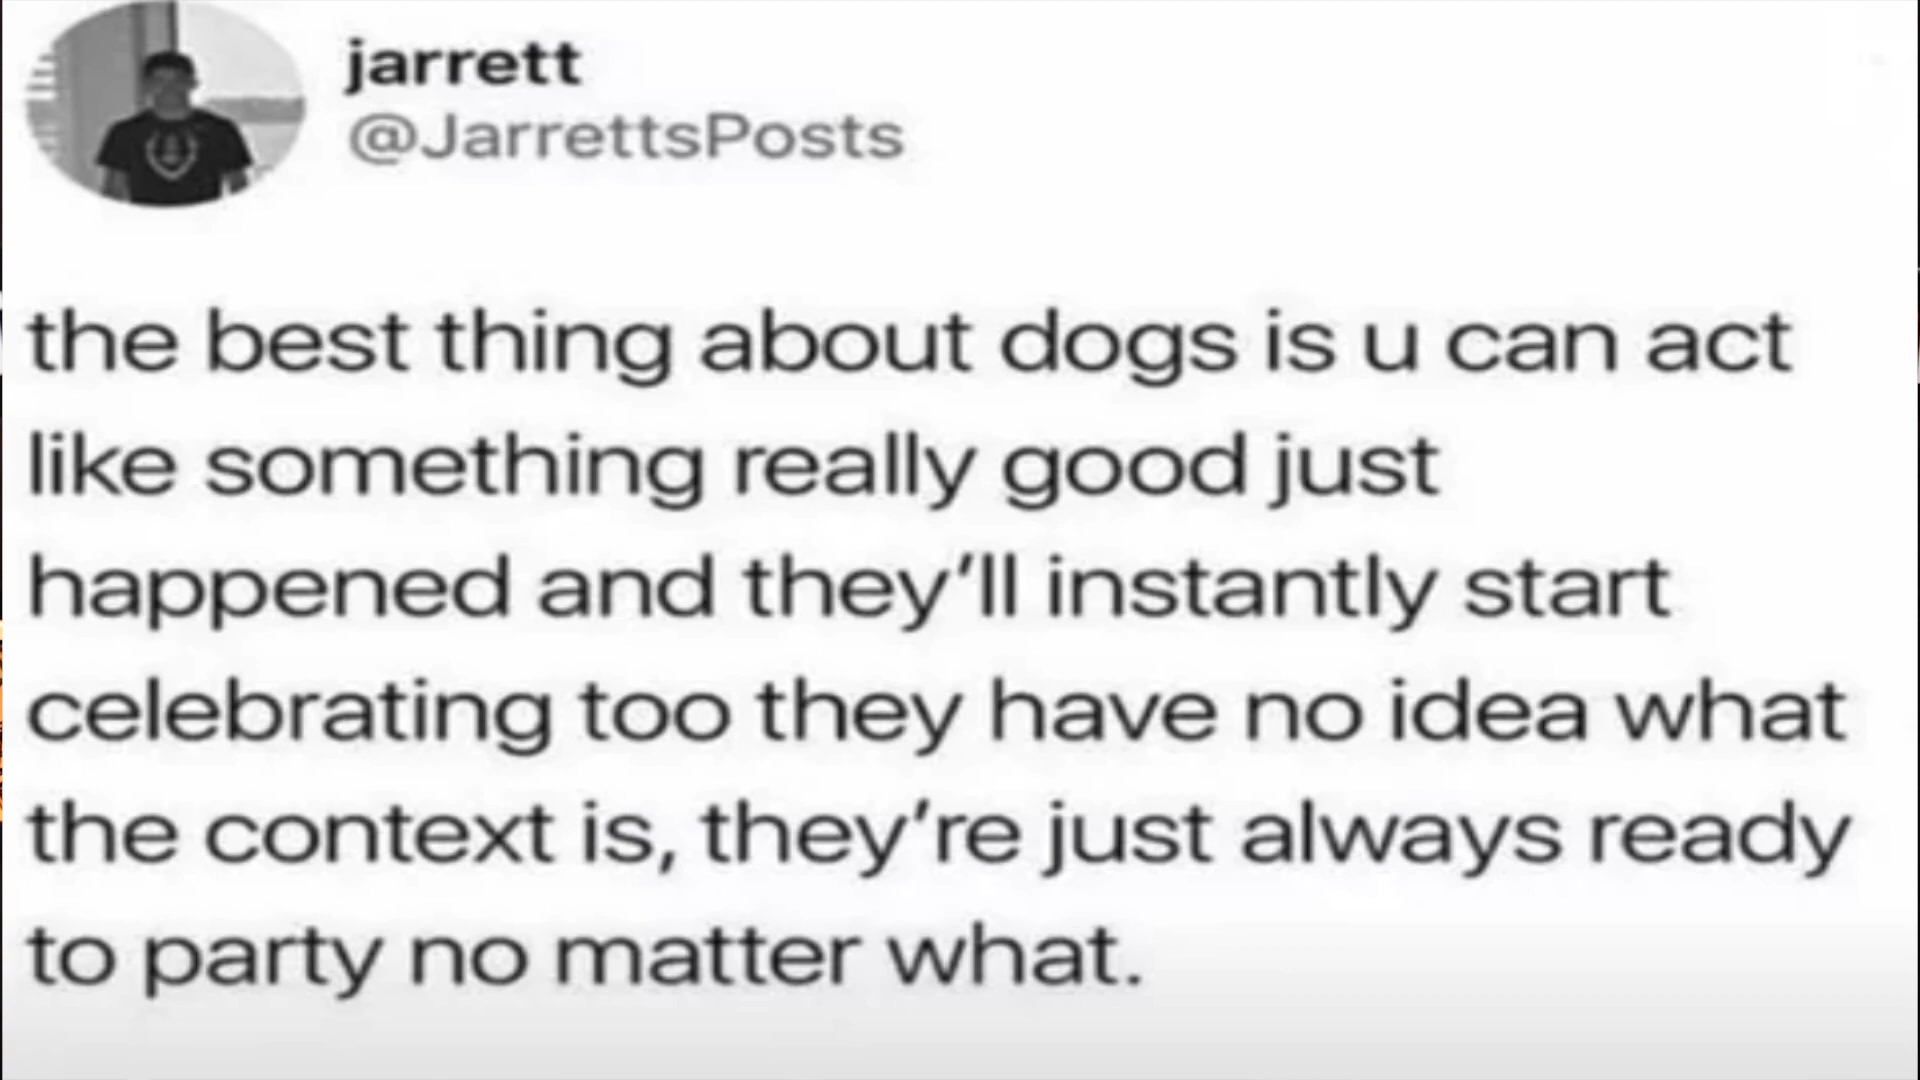 jarrett
@JarrettsPosts
the best thing about dogs is u can act
like something really good just
happened and they’ll instantly start
celebrating too they have no idea what
the context is, they’re just always ready
to party no matter what.